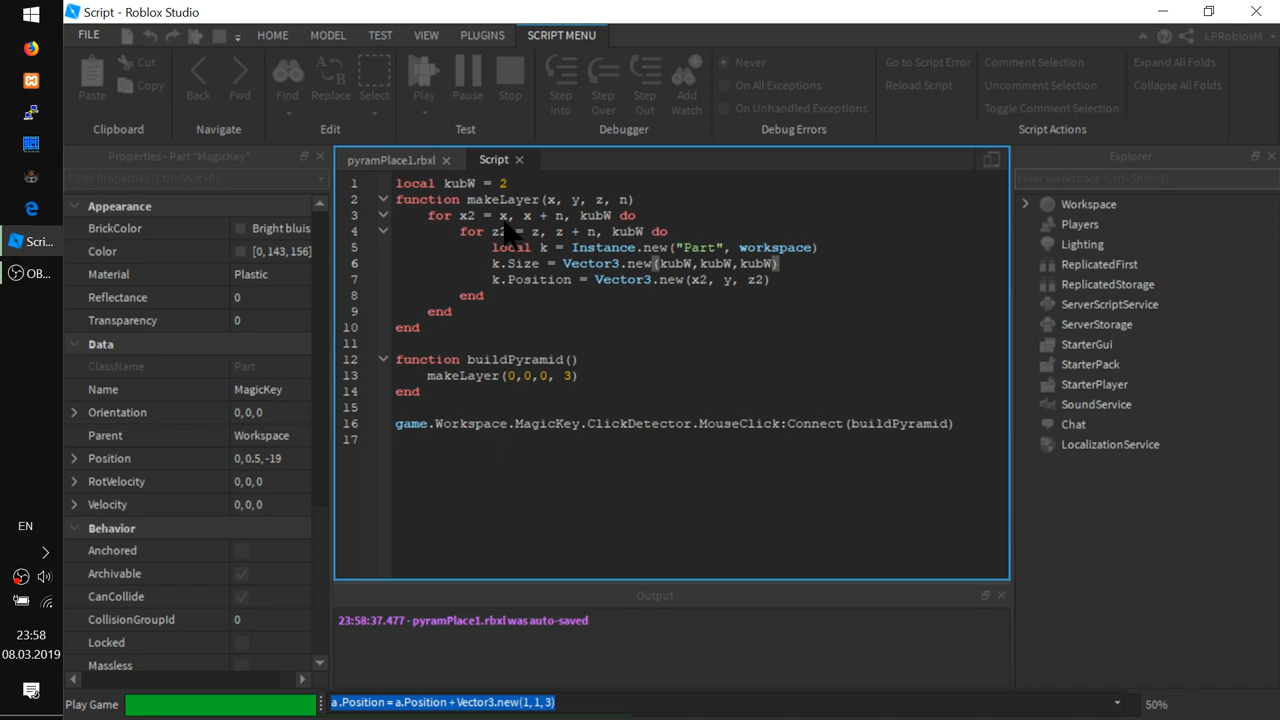 Script - Roblox Studio
FILE
HOME
MODEL
TEST
VIEW
PLUGINS
SCRIPT MENU
LPRobloxM
Paste
Cut
Copy
Clipboard
Back
Fwd
Navigate
Find
Replace
Select
Edit
Play
Pause
Stop
Test
Step Into
Step Over
Step Out
Add Watch
Debugger
Never
On All Exceptions
On Unhandled Exceptions
Debug Errors
Go to Script Error
Reload Script
Comment Selection
Uncomment Selection
Toggle Comment Selection
Expand All Folds
Collapse All Folds
Script Actions
Scri...
OB...
EN
23:58
08.03.2019
Properties - Part "MagicKey"
Filter Properties (Ctrl+Shift+P)
Appearance
BrickColor Bright bluis
Color [0, 143, 156]
Material Plastic
Reflectance 0
Transparency 0
Data
ClassName Part
Name MagicKey
Orientation 0, 0, 0
Parent Workspace
Position 0, 0.5, -19
RotVelocity 0, 0, 0
Velocity 0, 0, 0
Behavior
Anchored
Archivable
CanCollide
CollisionGroupId 0
Locked
Massless
pyramPlace1.rbxl
Script
1 local kubW = 2
2 function makeLayer(x, y, z, n)
3 for x2 = x, x + n, kubW do
4 for z2 = z, z + n, kubW do
5 local k = Instance.new("Part", workspace)
6 k.Size = Vector3.new(kubW,kubW,kubW)
7 k.Position = Vector3.new(x2, y, z2)
8 end
9 end
10 end
11
12 function buildPyramid()
13 makeLayer(0,0,0, 3)
14 end
15
16 game.Workspace.MagicKey.ClickDetector.MouseClick:Connect(buildPyramid)
17
Output
23:58:37.477 - pyramPlace1.rbxl was auto-saved
Explorer
Filter workspace (Ctrl+Shift+X)
Workspace
Players
Lighting
ReplicatedFirst
ReplicatedStorage
ServerScriptService
ServerStorage
StarterGui
StarterPack
StarterPlayer
SoundService
Chat
LocalizationService
Play Game
a .Position = a.Position + Vector3.new(1, 1, 3)
50%